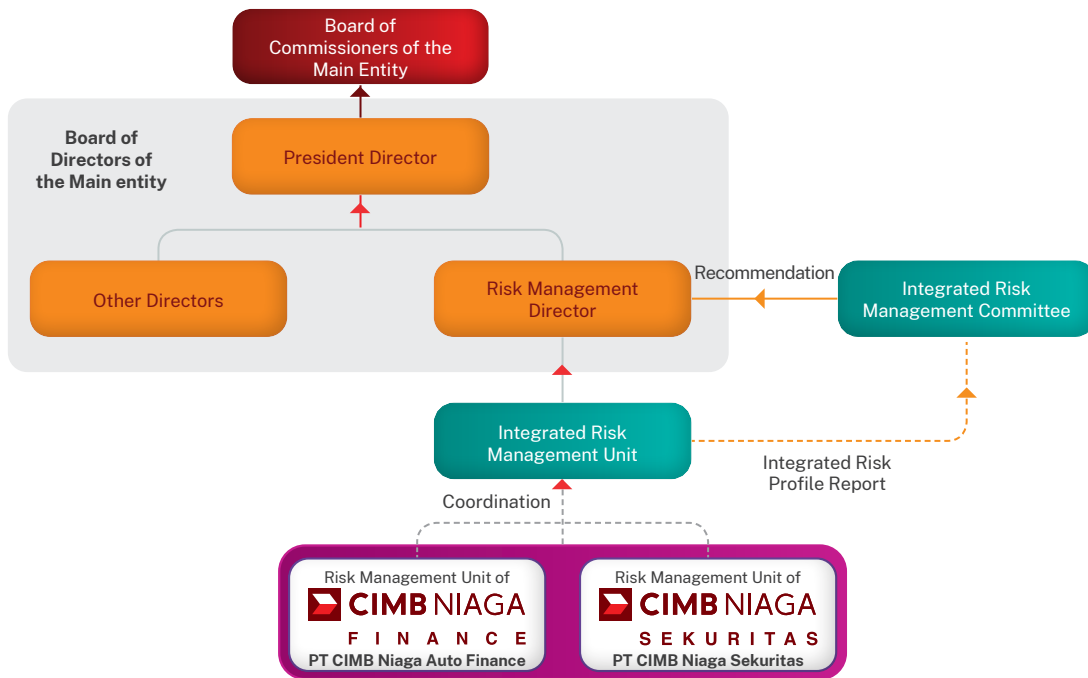 Board of
Commissioners of the
Main Entity
Board of
Directors of
the Main entity
President Director
Other Directors
Risk Management
Director
Recommendation
Integrated Risk
Management Committee
Integrated Risk
Management Unit
Integrated Risk
Profile Report
Coordination
Risk Management Unit of
CIMB NIAGA
FINANCE
PT CIMB Niaga Auto Finance
Risk Management Unit of
CIMB NIAGA
SEKURITAS
PT CIMB Niaga Sekuritas